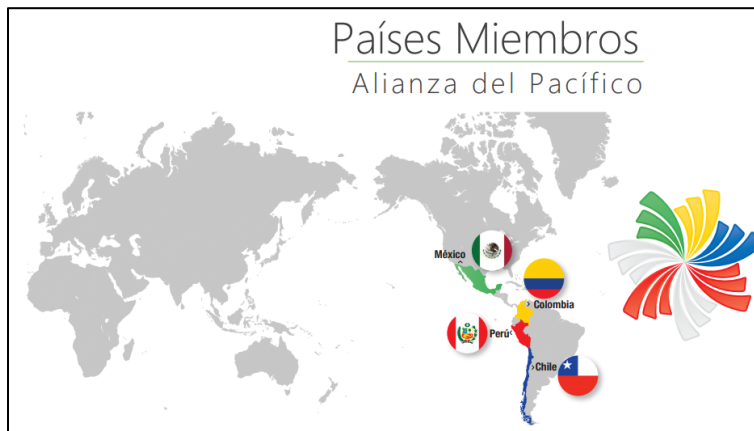 Países Miembros
Alianza del Pacífico
México
Colombia
Perú
Chile